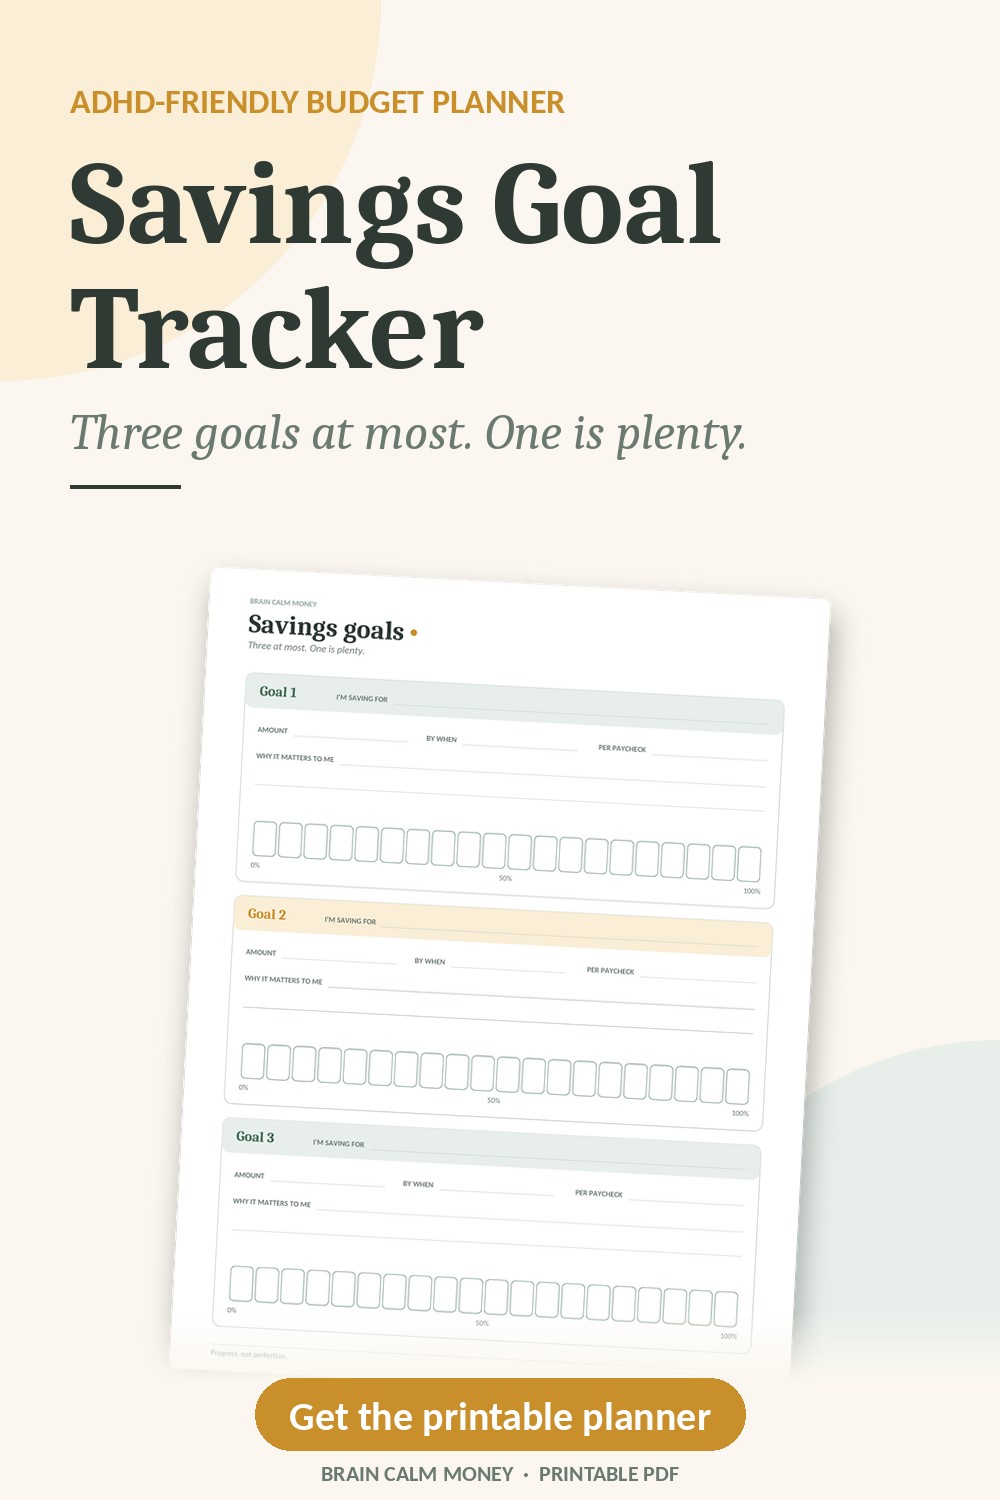 ADHD-FRIENDLY BUDGET PLANNER
Savings Goal
Tracker
Three goals at most. One is plenty.
BRAIN CALM MONEY
Savings goals •
Three at most. One is plenty.
Goal 1 I'M SAVING FOR
AMOUNT BY WHEN PER PAYCHECK
WHY IT MATTERS TO ME
0% 50% 100%
Goal 2 I'M SAVING FOR
AMOUNT BY WHEN PER PAYCHECK
WHY IT MATTERS TO ME
0% 50% 100%
Goal 3 I'M SAVING FOR
AMOUNT BY WHEN PER PAYCHECK
WHY IT MATTERS TO ME
0% 50% 100%
Progress, not perfection.
Get the printable planner
BRAIN CALM MONEY · PRINTABLE PDF